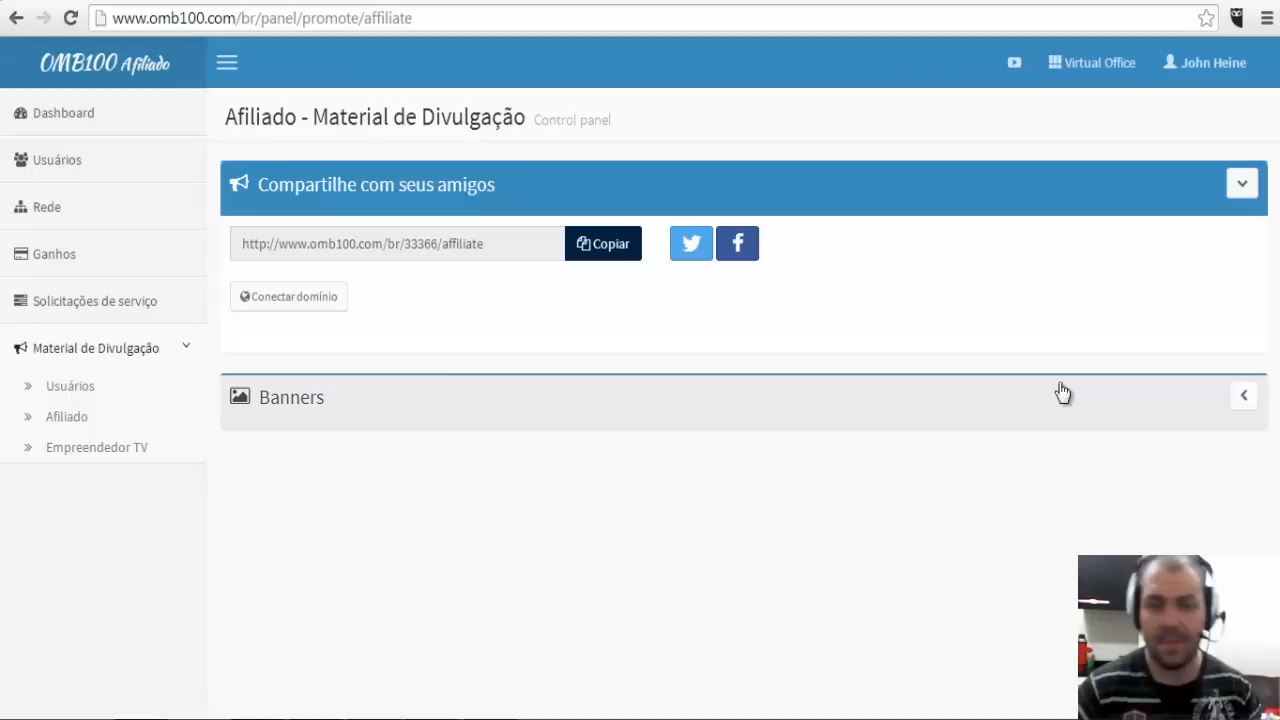 www.omb100.com/br/panel/promote/affiliate
OMB100 Afiliado
Virtual Office
John Heine
Dashboard
Usuários
Rede
Ganhos
Solicitações de serviço
Material de Divulgação
Usuários
Afiliado
Empreendedor TV
Afiliado - Material de Divulgação Control panel
Compartilhe com seus amigos
http://www.omb100.com/br/33366/affiliate
Copiar
Conectar domínio
Banners